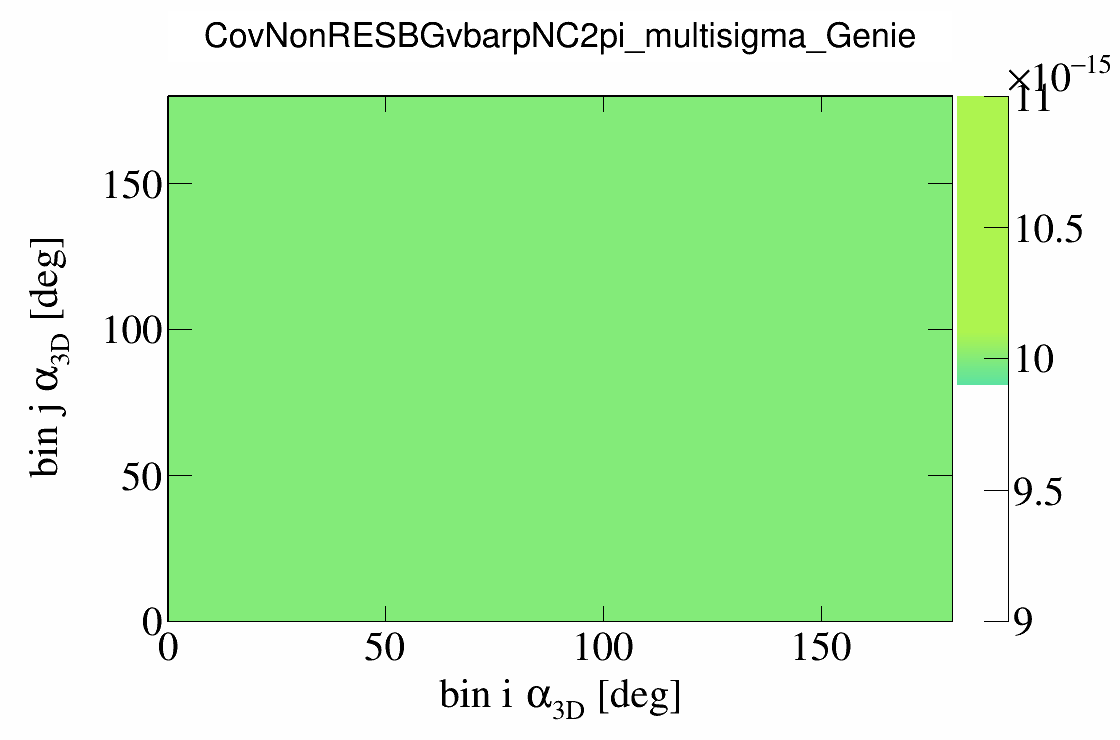 CovNonRESBGvbarpNC2pi_multisigma_Genie
×10⁻¹⁵
11
150
10.5
bin j α3D [deg]
100
10
50
9.5
0
9
0 50 100 150
bin i α3D [deg]